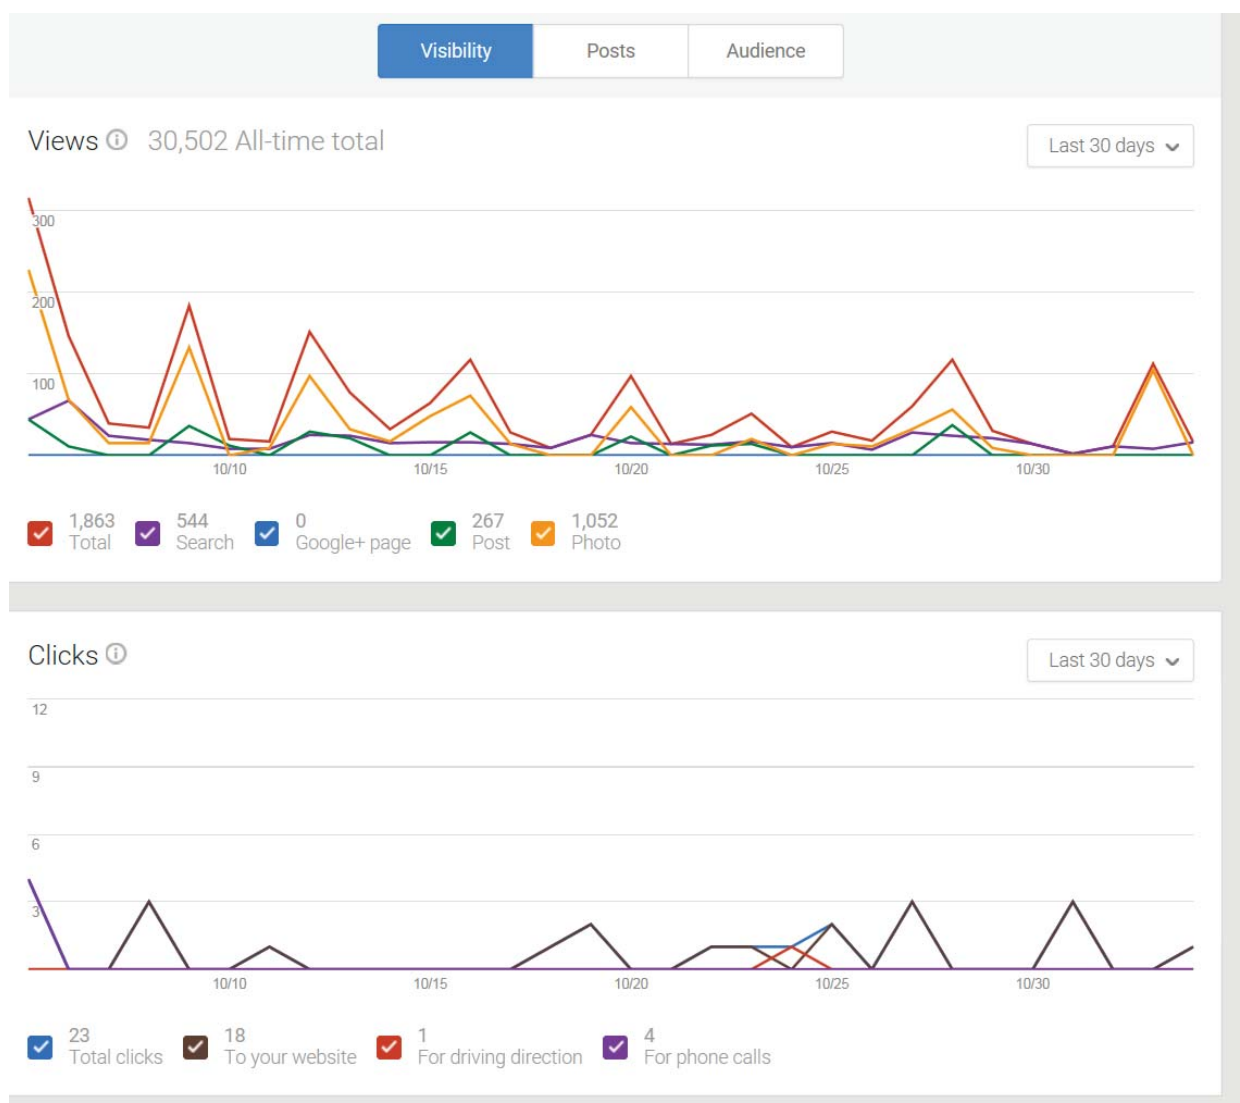 Visibility Posts Audience
Views 30,502 All-time total Last 30 days
300
200
100
10/10 10/15 10/20 10/25 10/30
1,863 544 0 267 1,052
Total Search Google+ page Post Photo
Clicks Last 30 days
12
9
6
3
10/10 10/15 10/20 10/25 10/30
23 18 1 4
Total clicks To your website For driving direction For phone calls